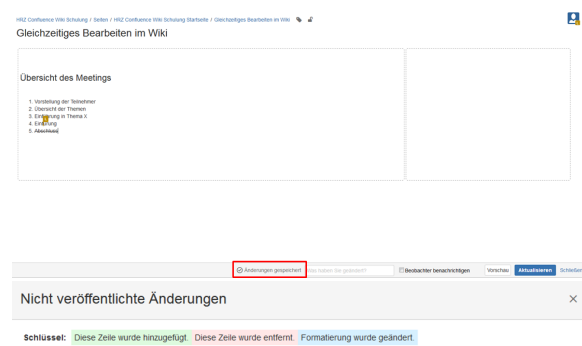 HRZ Confluence Wiki Schulung / Seiten / HRZ Confluence Wiki Schulung Startseite / Gleichzeitiges Bearbeiten im Wiki
Gleichzeitiges Bearbeiten im Wiki
Übersicht des Meetings
1. Vorstellung der Teilnehmer
2. Übersicht der Themen
3. Einführung in Thema X
4.
5. Abschluss
Änderungen gespeichert Was haben Sie geändert? Beobachter benachrichtigen Vorschau Aktualisieren Schließen
Nicht veröffentlichte Änderungen
Schlüssel: Diese Zeile wurde hinzugefügt. Diese Zeile wurde entfernt. Formatierung wurde geändert.